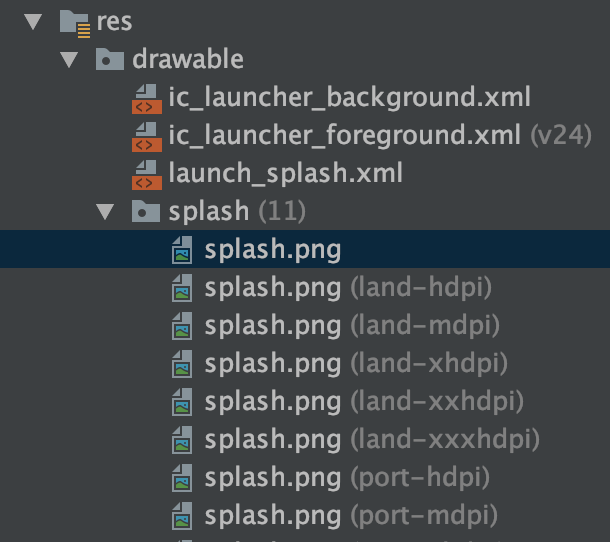 res
drawable
ic_launcher_background.xml
ic_launcher_foreground.xml (v24)
launch_splash.xml
splash (11)
splash.png
splash.png (land-hdpi)
splash.png (land-mdpi)
splash.png (land-xhdpi)
splash.png (land-xxhdpi)
splash.png (land-xxxhdpi)
splash.png (port-hdpi)
splash.png (port-mdpi)